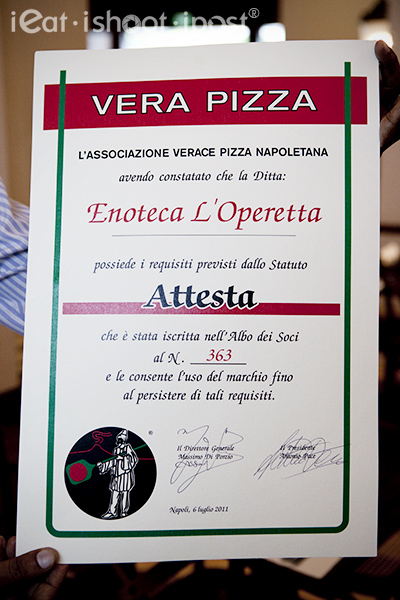 iEat·ishoot·ipost®
VERA PIZZA
L'ASSOCIAZIONE VERACE PIZZA NAPOLETANA
avendo constatato che la Ditta:
Enoteca L'Operetta
possiede i requisiti previsti dallo Statuto
Attesta
che è stata iscritta nell'Albo dei Soci
al N. 363
e le consente l'uso del marchio fino
al persistere di tali requisiti.
®
Il Direttore Generale
Massimo Di Porzio
Il Presidente
Antonio Pace
Napoli, 6 luglio 2011